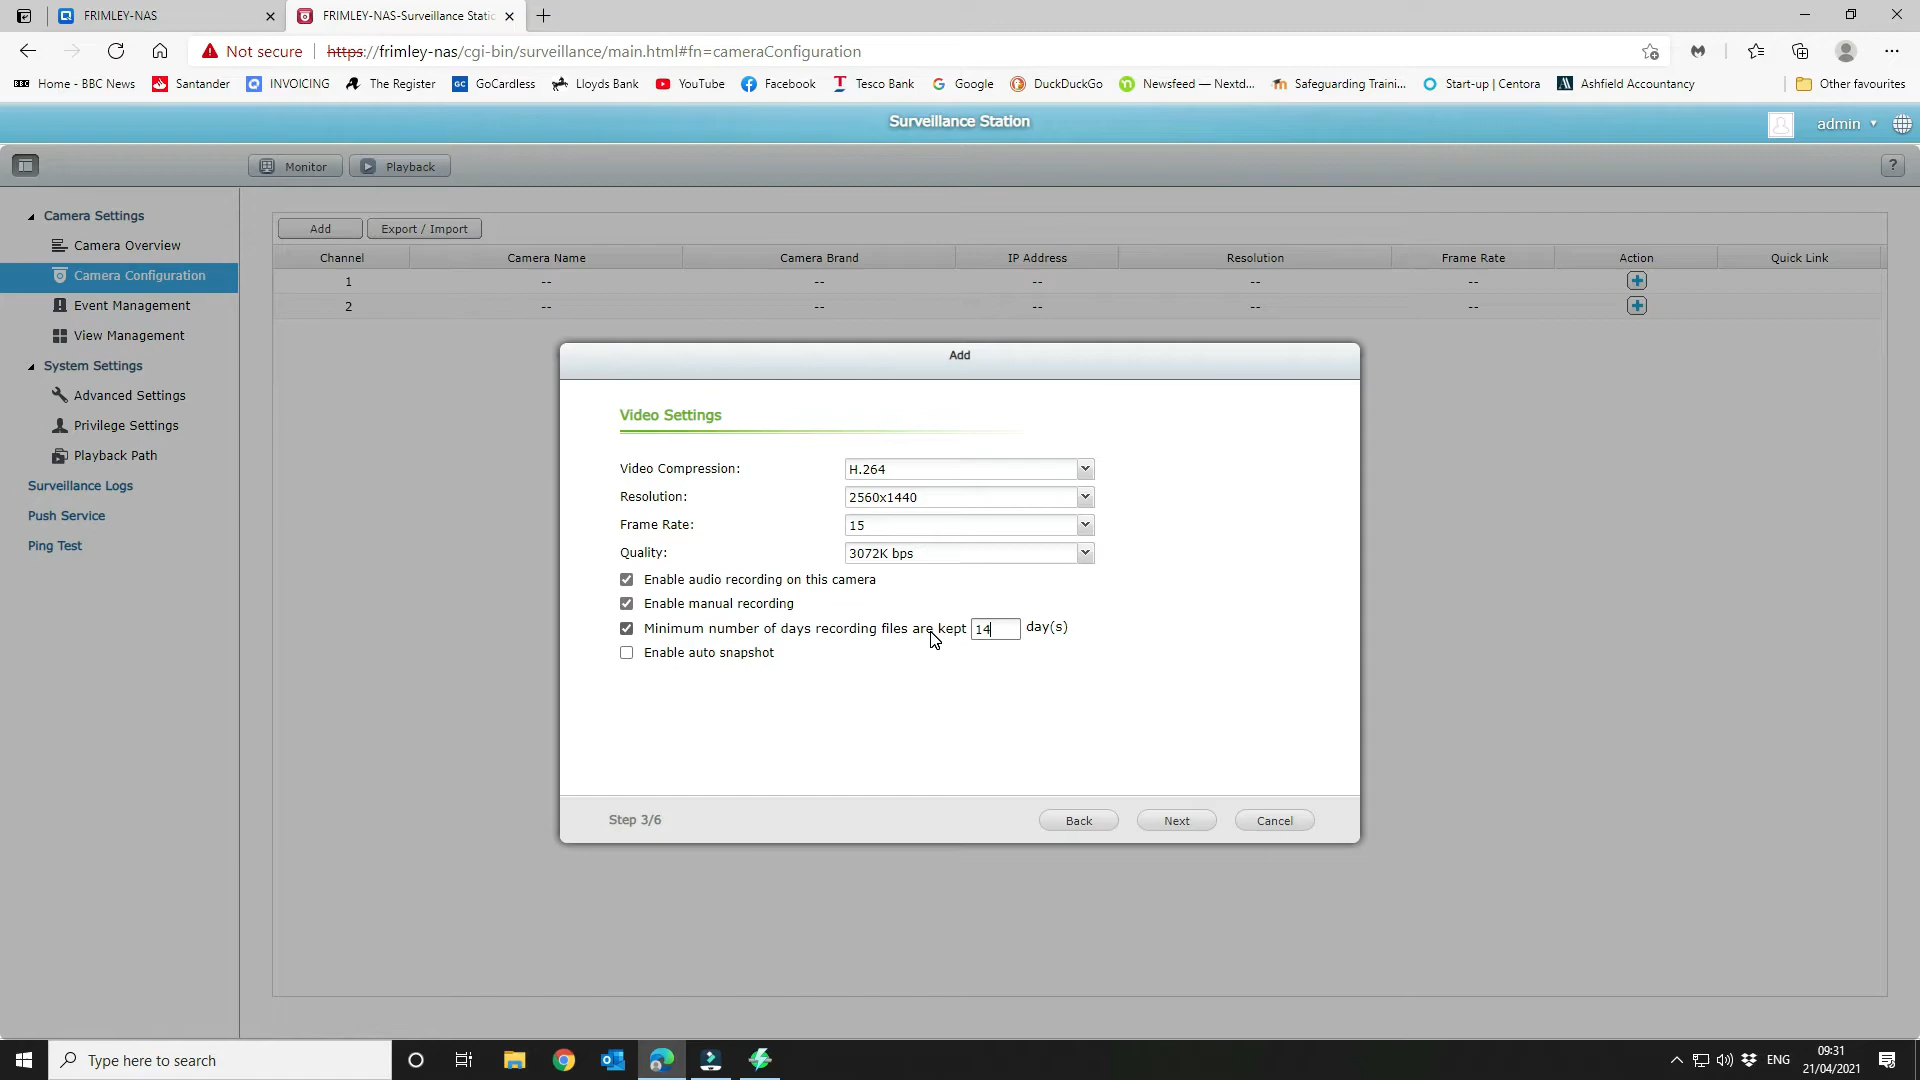 FRIMLEY-NAS
FRIMLEY-NAS-Surveillance Static
Not secure
https://frimley-nas/cgi-bin/surveillance/main.html#fn=cameraConfiguration
BBC Home - BBC News
Santander
INVOICING
The Register
GC GoCardless
Lloyds Bank
YouTube
Facebook
Tesco Bank
Google
DuckDuckGo
Newsfeed — Nextd...
Safeguarding Traini...
Start-up | Centora
Ashfield Accountancy
Other favourites
Surveillance Station
admin
Monitor
Playback
?
Camera Settings
Camera Overview
Camera Configuration
Event Management
View Management
System Settings
Advanced Settings
Privilege Settings
Playback Path
Surveillance Logs
Push Service
Ping Test
Add
Export / Import
Channel Camera Name Camera Brand IP Address Resolution Frame Rate Action Quick Link
1 -- -- -- -- --
2 -- -- -- -- --
Add
Video Settings
Video Compression: H.264
Resolution: 2560x1440
Frame Rate: 15
Quality: 3072K bps
Enable audio recording on this camera
Enable manual recording
Minimum number of days recording files are kept 14 day(s)
Enable auto snapshot
Step 3/6
Back
Next
Cancel
Type here to search
ENG
09:31
21/04/2021